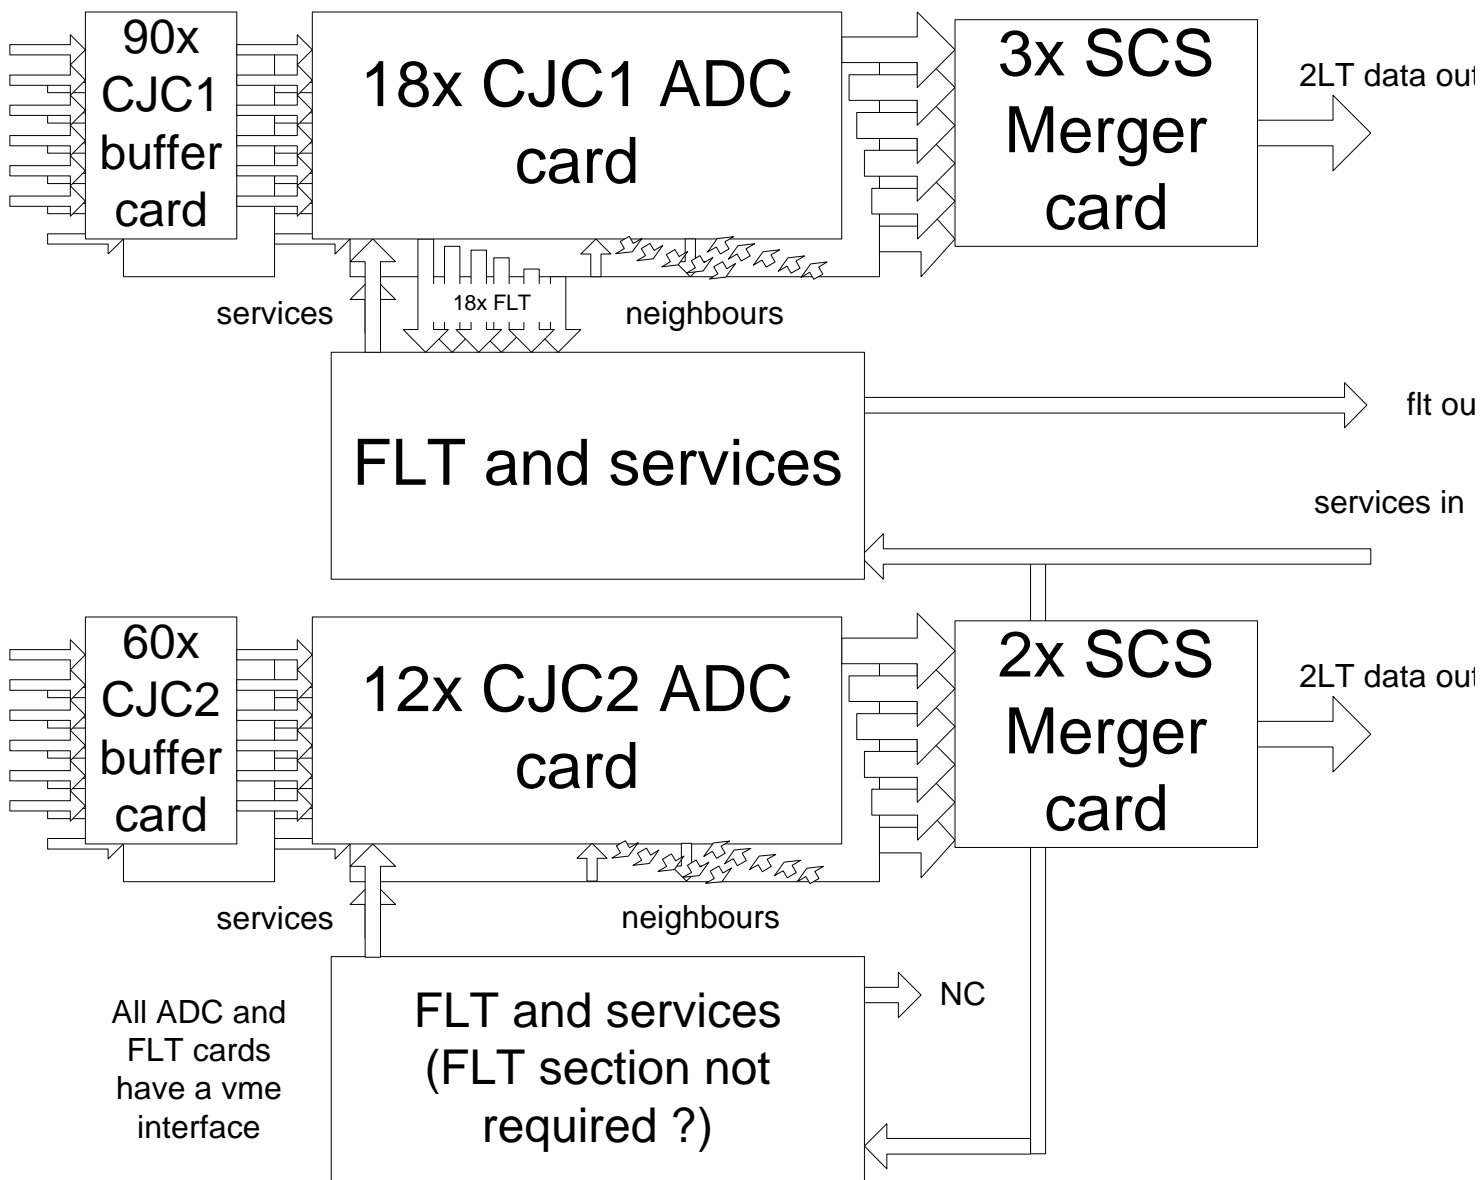 90x
CJC1
buffer
card
18x CJC1 ADC
card
3x SCS
Merger
card
2LT data out
services
18x FLT
neighbours
FLT and services
flt ou
services in
60x
CJC2
buffer
card
12x CJC2 ADC
card
2x SCS
Merger
card
2LT data out
services
neighbours
All ADC and
FLT cards
have a vme
interface
FLT and services
(FLT section not
required ?)
NC